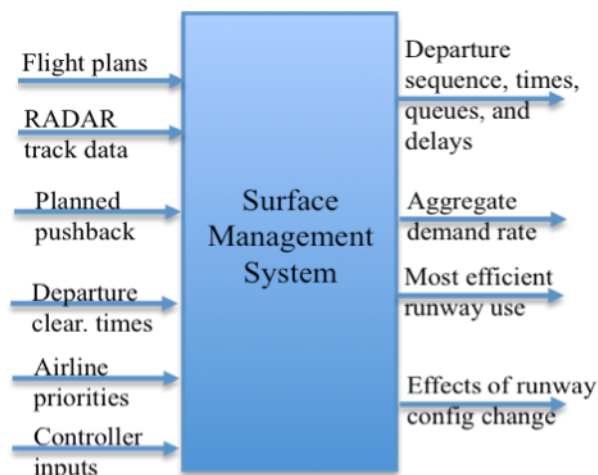 Flight plans
RADAR
track data
Planned
pushback
Departure
clear. times
Airline
priorities
Controller
inputs
Surface
Management
System
Departure
sequence, times,
queues, and
delays
Aggregate
demand rate
Most efficient
runway use
Effects of runway
config change